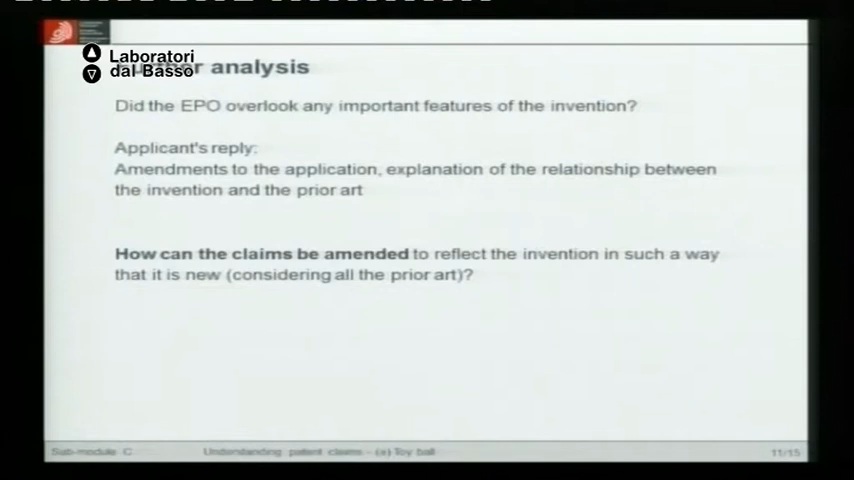 Laboratori
dal Basso
Further analysis
Did the EPO overlook any important features of the invention?
Applicant's reply:
Amendments to the application, explanation of the relationship between
the invention and the prior art
How can the claims be amended to reflect the invention in such a way
that it is new (considering all the prior art)?
Sub-module C
Understanding patent claims - (a) Toy ball
11/15